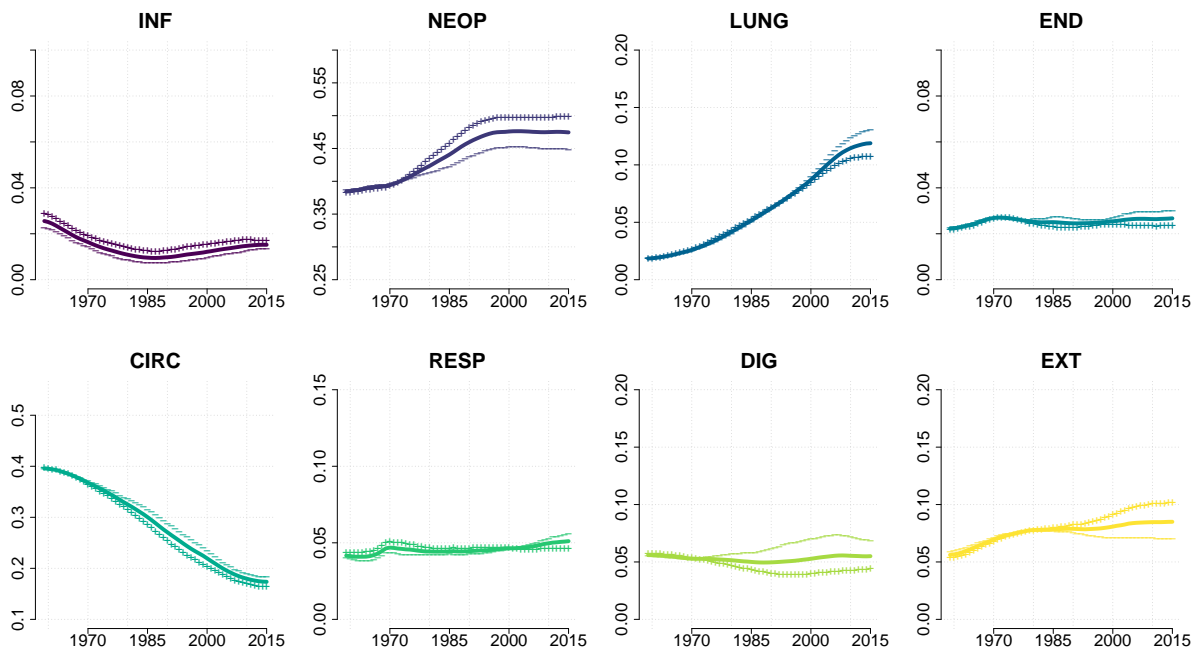 INF NEOP LUNG END
0.00 0.04 0.08 0.25 0.35 0.45 0.55 0.00 0.05 0.10 0.15 0.20 0.00 0.04 0.08
1970 1985 2000 2015 1970 1985 2000 2015 1970 1985 2000 2015 1970 1985 2000 2015
CIRC RESP DIG EXT
0.1 0.2 0.3 0.4 0.5 0.00 0.05 0.10 0.15 0.00 0.05 0.10 0.15 0.20 0.00 0.05 0.10 0.15 0.20
1970 1985 2000 2015 1970 1985 2000 2015 1970 1985 2000 2015 1970 1985 2000 2015